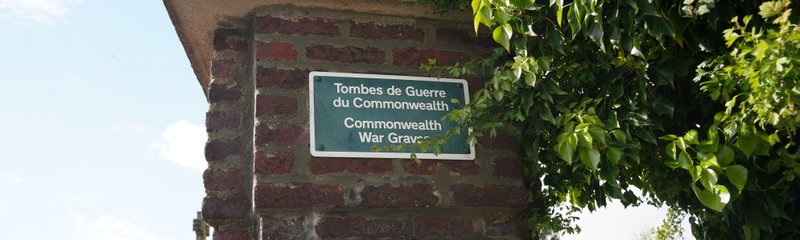 Tombes de Guerre
du Commonwealth
Commonwealth
War Graves